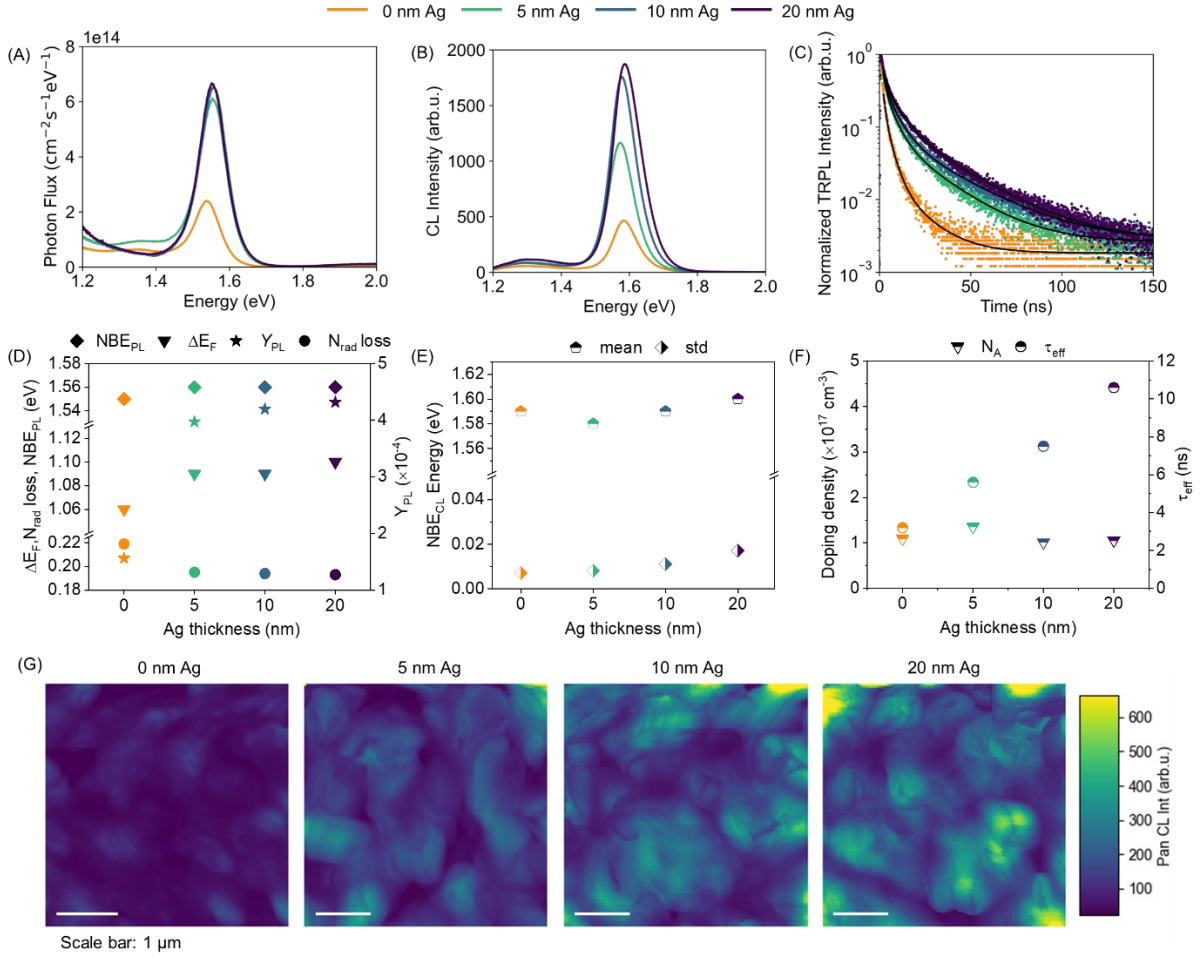 0 nm Ag 5 nm Ag 10 nm Ag 20 nm Ag
(A)
1e14
8
6
4
2
0
Photon Flux (cm⁻²s⁻¹eV⁻¹)
1.2 1.4 1.6 1.8 2.0
Energy (eV)
(B)
2000
1500
1000
500
0
CL Intensity (arb.u.)
1.2 1.4 1.6 1.8 2.0
Energy (eV)
(C)
10⁰
10⁻¹
10⁻²
10⁻³
Normalized TRPL Intensity (arb.u.)
0 50 100 150
Time (ns)
(D)
NBE_PL ΔE_F Y_PL N_rad loss
1.58
1.56
1.54
1.10
1.06
0.22
0.20
0.18
ΔE_F, N_rad loss, NBE_PL (eV)
5
4
3
2
1
Y_PL (×10⁻⁴)
0 5 10 20
Ag thickness (nm)
(E)
mean std
1.62
1.60
1.58
1.56
0.04
0.02
0.00
NBE_CL Energy (eV)
0 5 10 20
Ag thickness (nm)
(F)
N_A τ_eff
5
4
3
2
1
0
Doping density (×10¹⁷ cm⁻³)
12
10
8
6
4
2
0
τ_eff (ns)
0 5 10 20
Ag thickness (nm)
(G)
0 nm Ag 5 nm Ag 10 nm Ag 20 nm Ag
600
500
400
300
200
100
Pan CL Int (arb.u.)
Scale bar: 1 μm